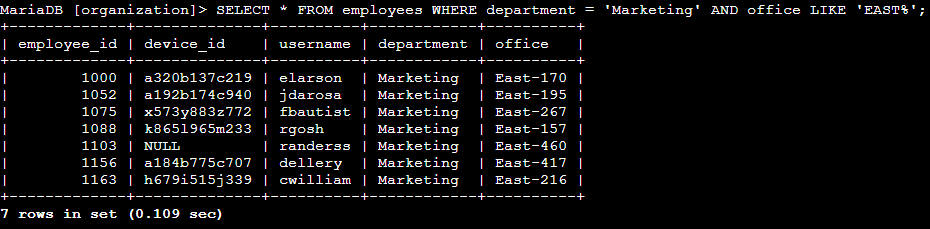 MariaDB [organization]> SELECT * FROM employees WHERE department = 'Marketing' AND office LIKE 'EAST%';
+-------------+--------------+----------+------------+----------+
| employee_id | device_id    | username | department | office   |
+-------------+--------------+----------+------------+----------+
|        1000 | a320b137c219 | elarson  | Marketing  | East-170 |
|        1052 | a192b174c940 | jdarosa  | Marketing  | East-195 |
|        1075 | x573y883z772 | fbautist | Marketing  | East-267 |
|        1088 | k865l965m233 | rgosh    | Marketing  | East-157 |
|        1103 | NULL         | randerss | Marketing  | East-460 |
|        1156 | a184b775c707 | dellery  | Marketing  | East-417 |
|        1163 | h679i515j339 | cwilliam | Marketing  | East-216 |
+-------------+--------------+----------+------------+----------+
7 rows in set (0.109 sec)